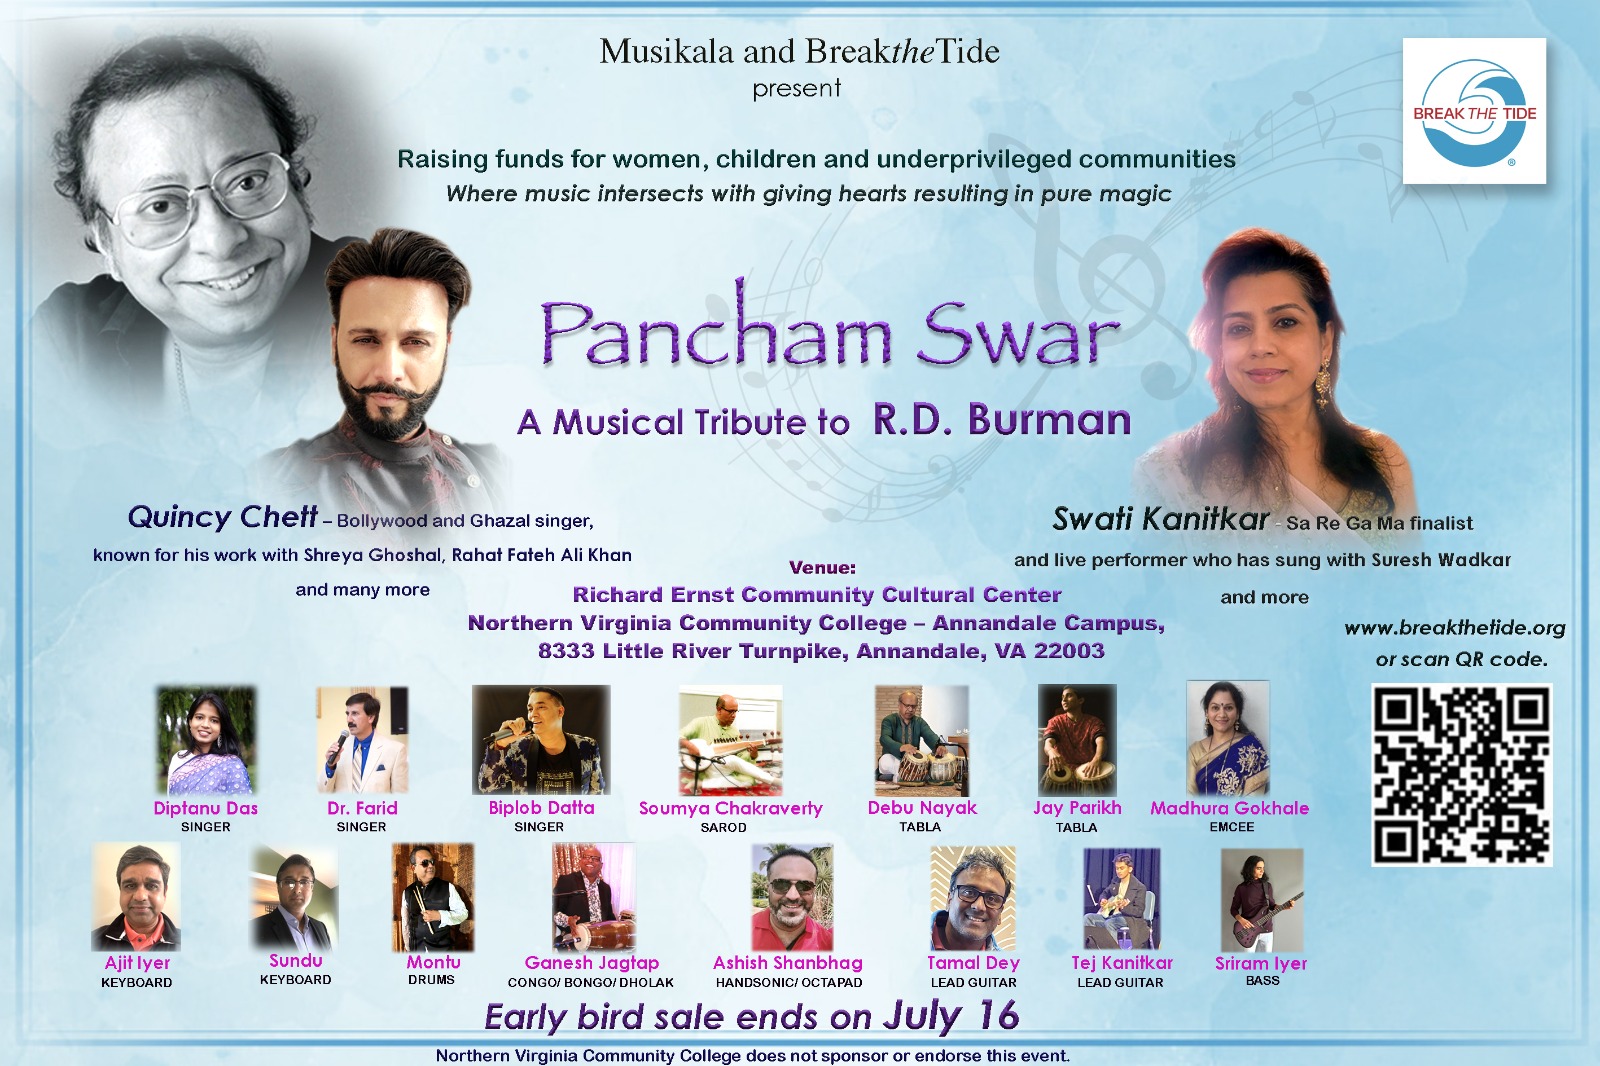 Musikala and BreaktheTide
present
BREAK THE TIDE
®
Raising funds for women, children and underprivileged communities
Where music intersects with giving hearts resulting in pure magic
Pancham Swar
A Musical Tribute to R.D. Burman
Quincy Chett – Bollywood and Ghazal singer,
known for his work with Shreya Ghoshal, Rahat Fateh Ali Khan
and many more
Swati Kanitkar - Sa Re Ga Ma finalist
and live performer who has sung with Suresh Wadkar
and more
Venue:
Richard Ernst Community Cultural Center
Northern Virginia Community College – Annandale Campus,
8333 Little River Turnpike, Annandale, VA 22003
www.breakthetide.org
or scan QR code.
Diptanu Das
SINGER
Dr. Farid
SINGER
Biplob Datta
SINGER
Soumya Chakraverty
SAROD
Debu Nayak
TABLA
Jay Parikh
TABLA
Madhura Gokhale
EMCEE
Ajit Iyer
KEYBOARD
Sundu
KEYBOARD
Montu
DRUMS
Ganesh Jagtap
CONGO/ BONGO/ DHOLAK
Ashish Shanbhag
HANDSONIC/ OCTAPAD
Tamal Dey
LEAD GUITAR
Tej Kanitkar
LEAD GUITAR
Sriram Iyer
BASS
Early bird sale ends on July 16
Northern Virginia Community College does not sponsor or endorse this event.